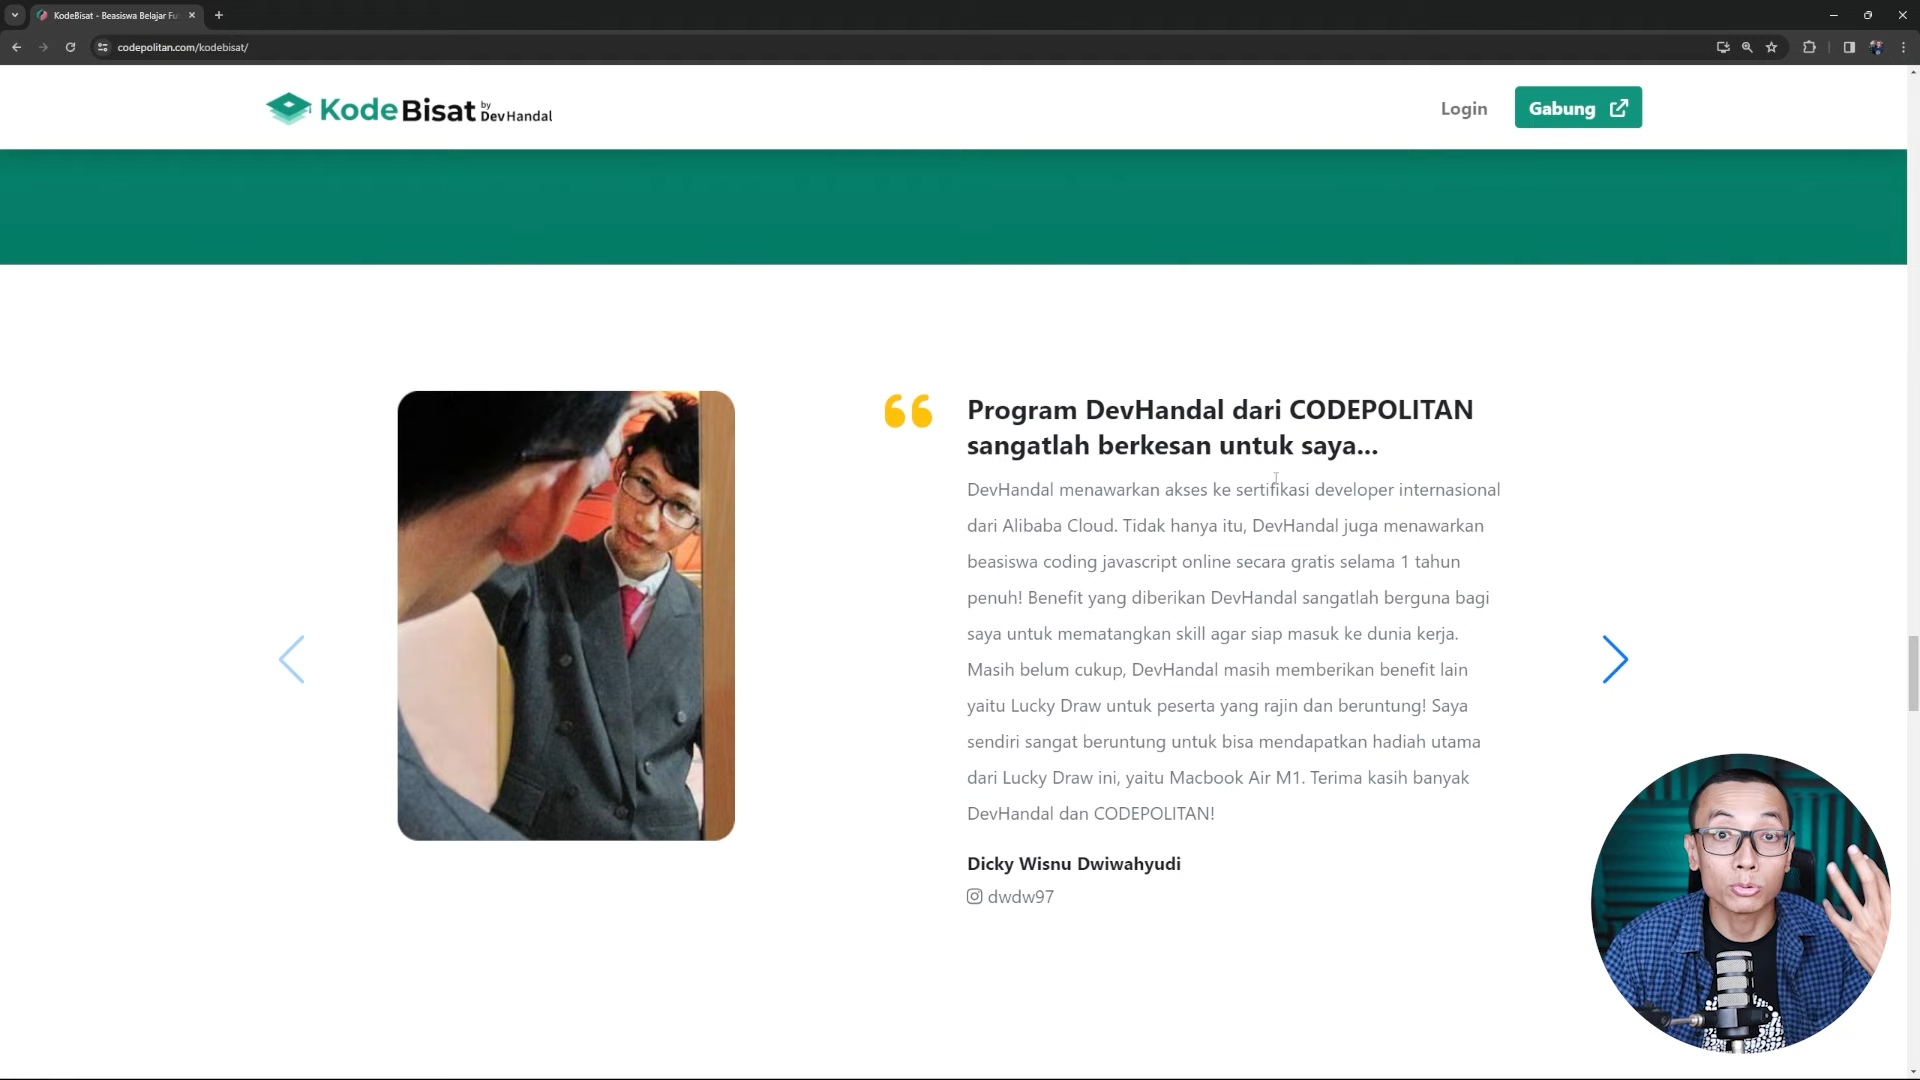 KodeBisat - Beasiswa Belajar Fu
codepolitan.com/kodebisat/
KodeBisat by DevHandal
Login
Gabung
Program DevHandal dari CODEPOLITAN
sangatlah berkesan untuk saya...
DevHandal menawarkan akses ke sertifikasi developer internasional
dari Alibaba Cloud. Tidak hanya itu, DevHandal juga menawarkan
beasiswa coding javascript online secara gratis selama 1 tahun
penuh! Benefit yang diberikan DevHandal sangatlah berguna bagi
saya untuk mematangkan skill agar siap masuk ke dunia kerja.
Masih belum cukup, DevHandal masih memberikan benefit lain
yaitu Lucky Draw untuk peserta yang rajin dan beruntung! Saya
sendiri sangat beruntung untuk bisa mendapatkan hadiah utama
dari Lucky Draw ini, yaitu Macbook Air M1. Terima kasih banyak
DevHandal dan CODEPOLITAN!
Dicky Wisnu Dwiwahyudi
dwdw97